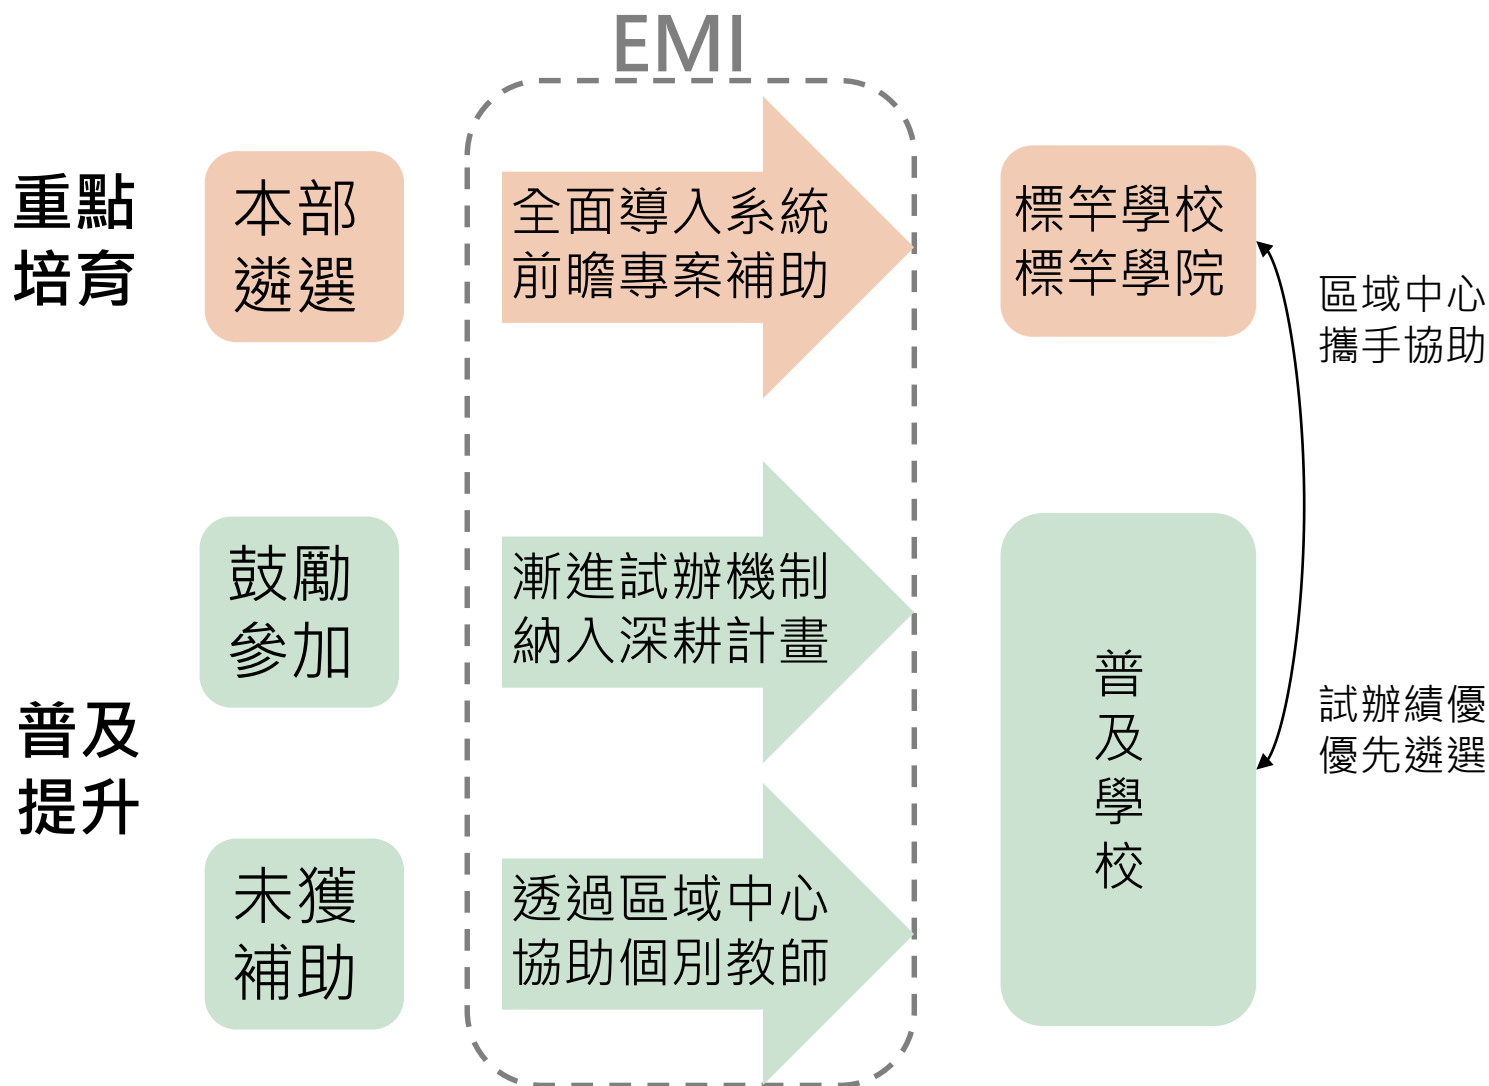 EMI
重點
培育
本部
遴選
全面導入系統
前瞻專案補助
標竿學校
標竿學院
區域中心
攜手協助
普及
提升
鼓勵
參加
漸進試辦機制
納入深耕計畫
未獲
補助
透過區域中心
協助個別教師
普
及
學
校
試辦績優
優先遴選